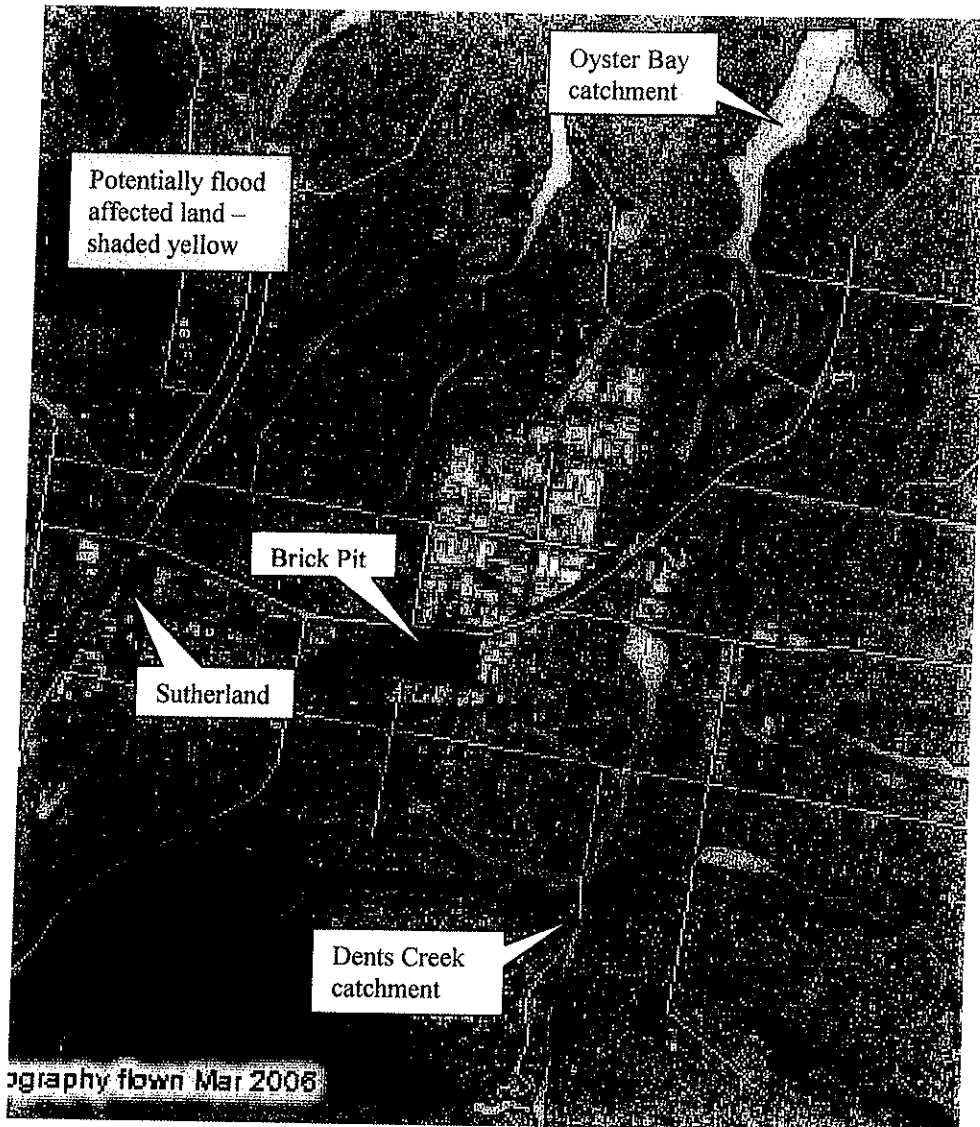 Oyster Bay
catchment
Potentially flood
affected land –
shaded yellow
Brick Pit
Sutherland
Dents Creek
catchment
ography flown Mar 2006